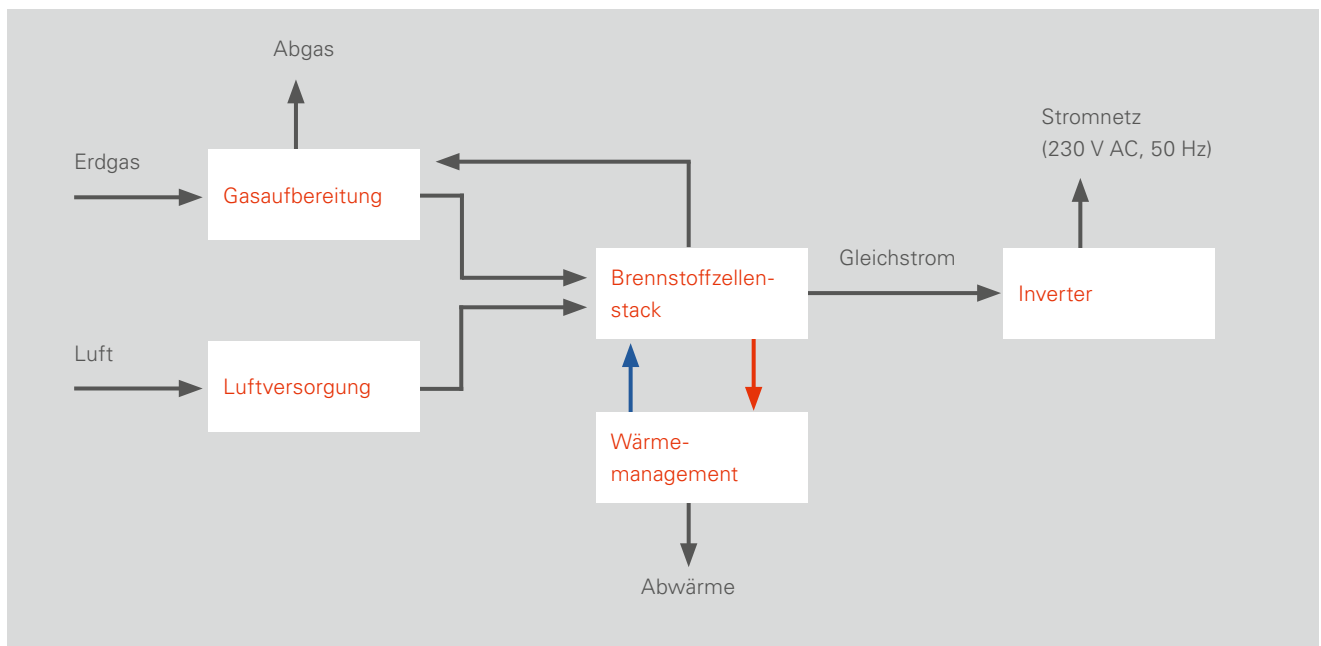 Abgas
Stromnetz
(230 V AC, 50 Hz)
Erdgas
Gasaufbereitung
Gleichstrom
Brennstoffzellen-
stack
Inverter
Luft
Luftversorgung
Wärme-
management
Abwärme